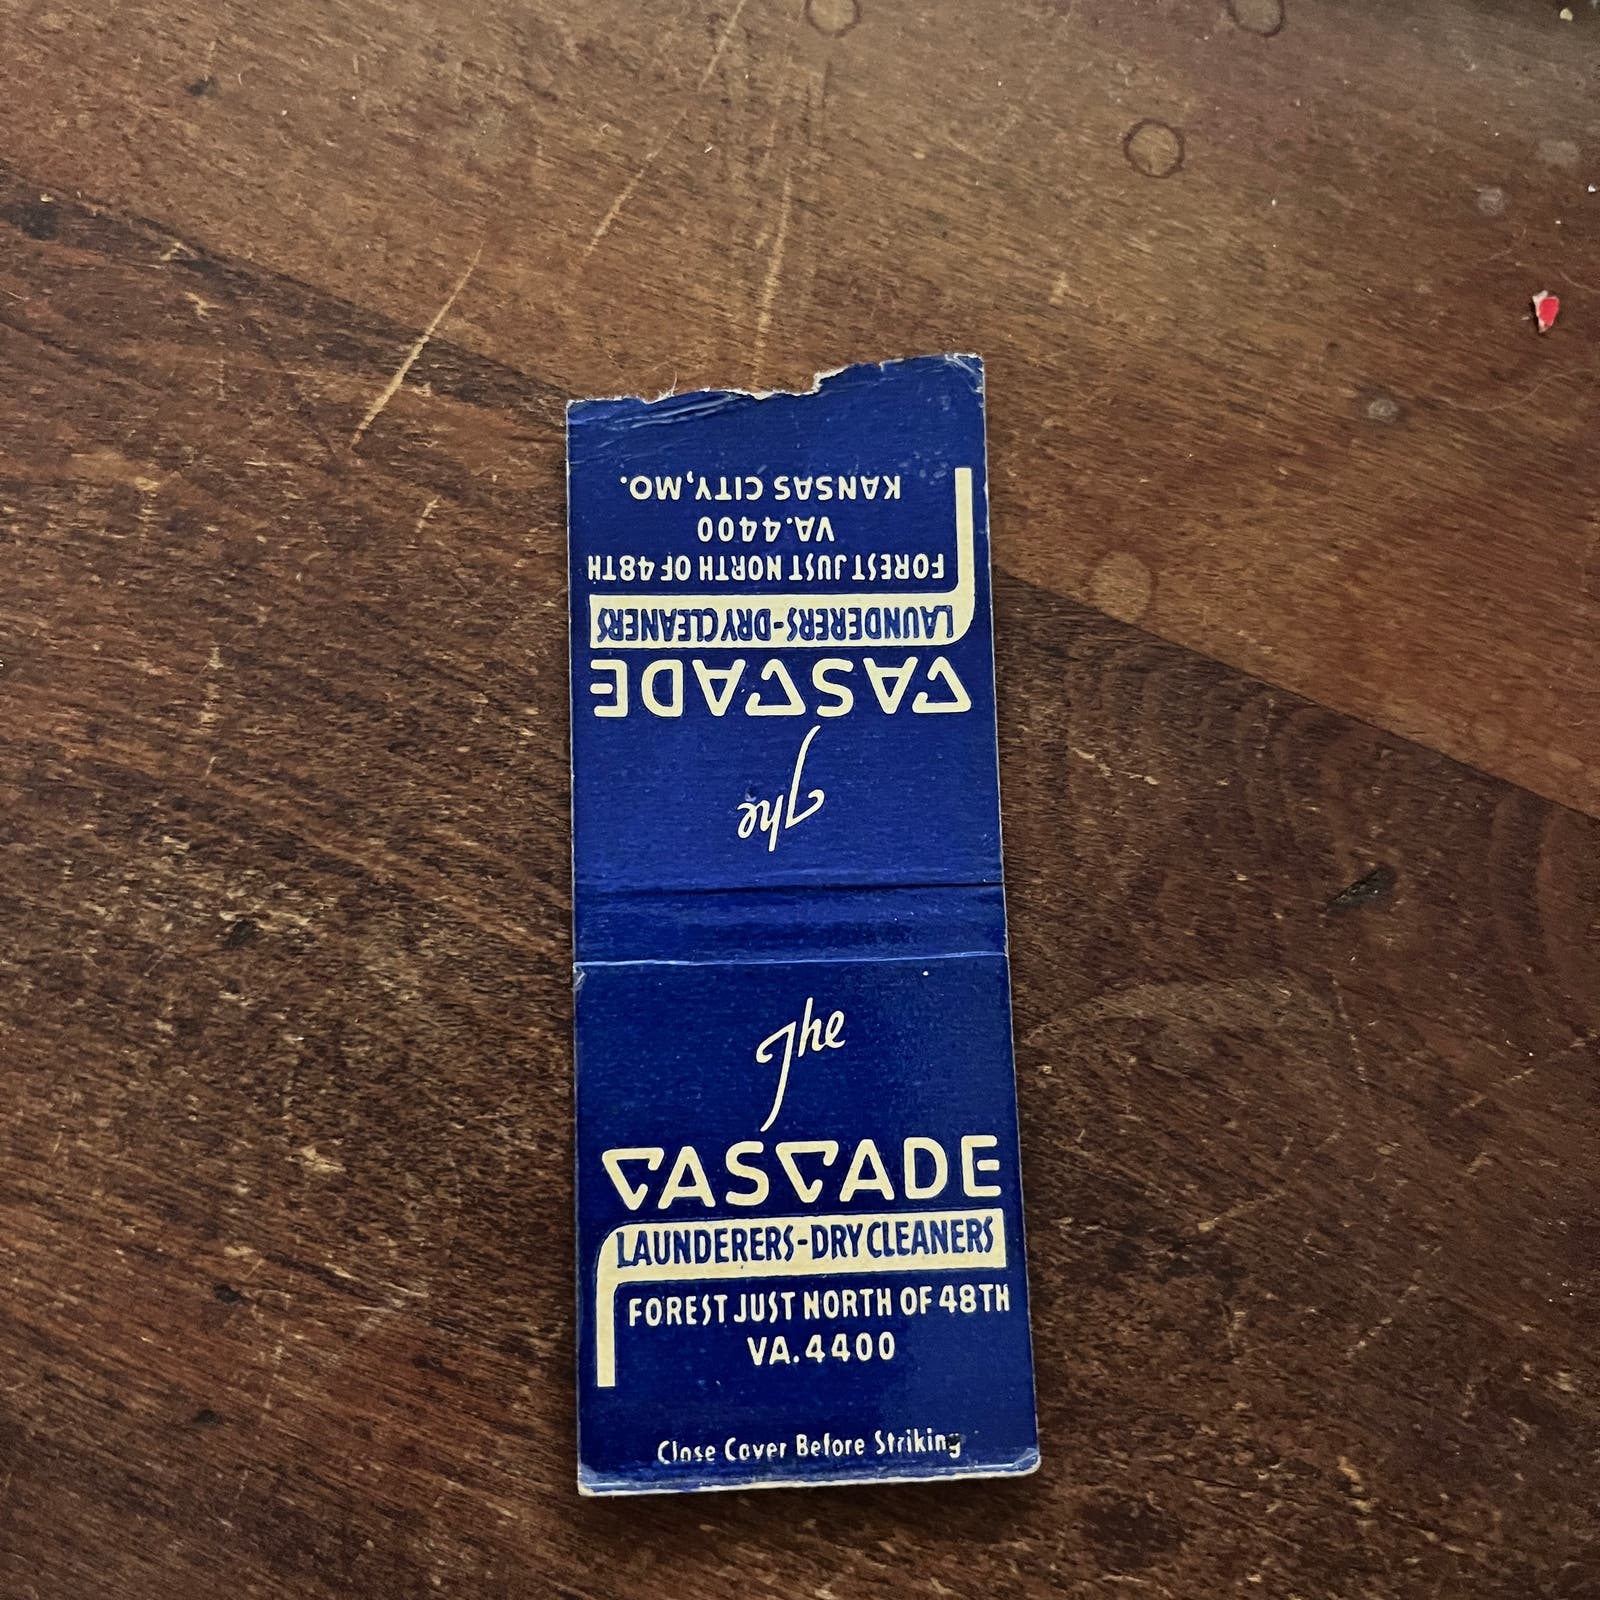 KANSAS CITY, MO.
VA.4400
FOREST JUST NORTH OF 48TH
LAUNDERERS-DRY CLEANERS
CASCADE
The
The
CASCADE
LAUNDERERS-DRY CLEANERS
FOREST JUST NORTH OF 48TH
VA.4400
Close Cover Before Striking